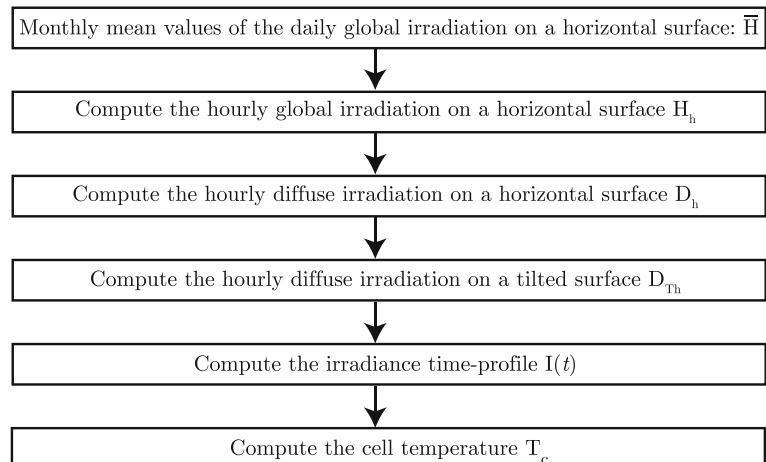 Monthly mean values of the daily global irradiation on a horizontal surface: H̅
Compute the hourly global irradiation on a horizontal surface Hₕ
Compute the hourly diffuse irradiation on a horizontal surface Dₕ
Compute the hourly diffuse irradiation on a tilted surface D_Th
Compute the irradiance time-profile I(t)
Compute the cell temperature T_c